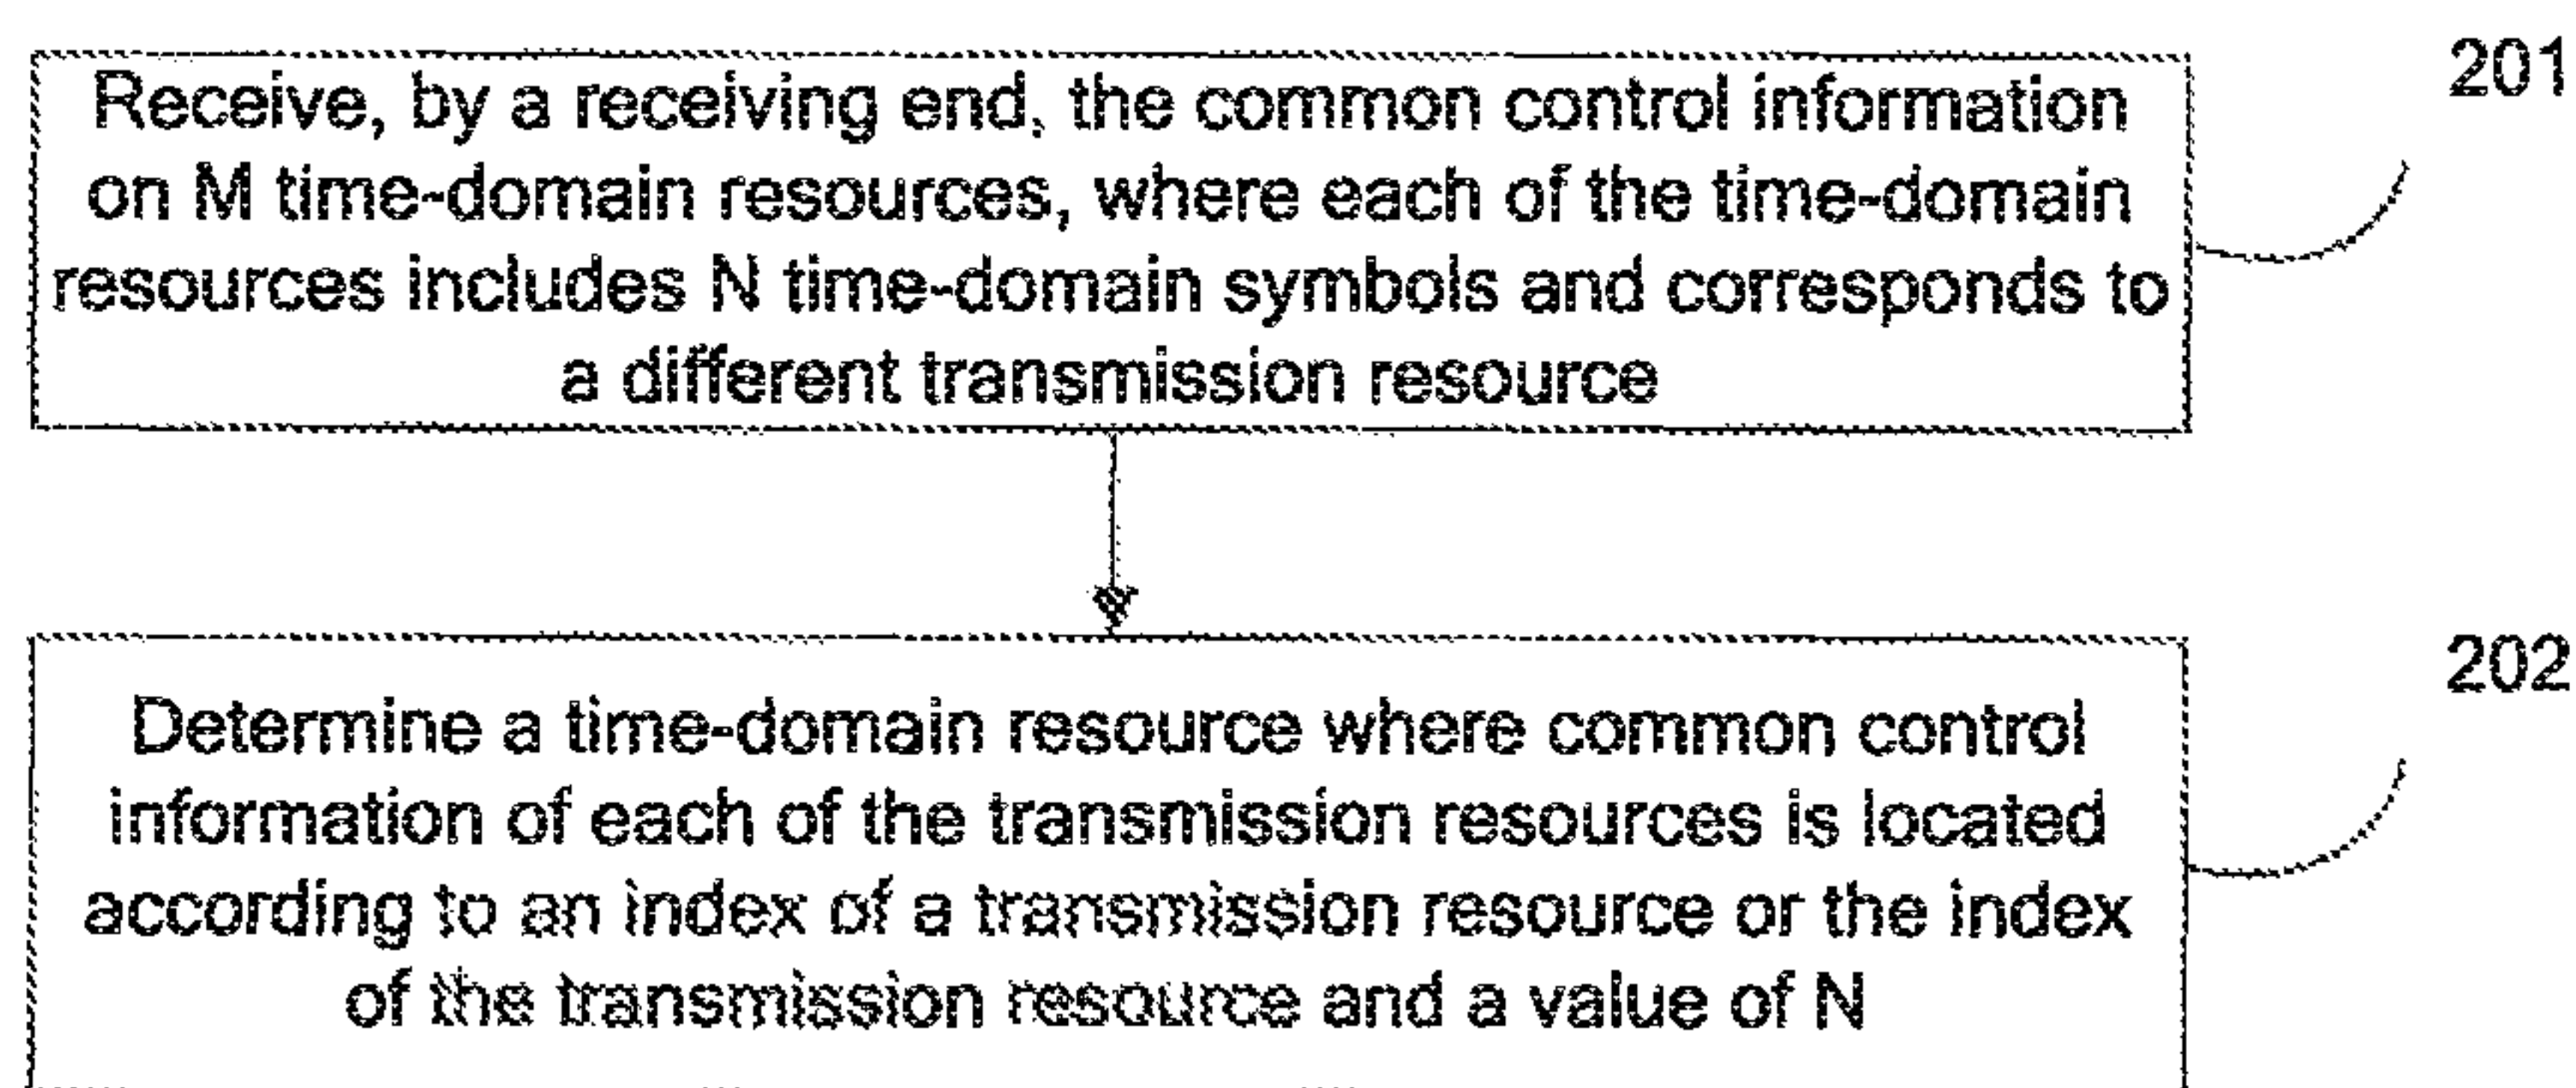 201
Receive, by a receiving end, the common control information
on M time-domain resources, where each of the time-domain
resources includes N time-domain symbols and corresponds to
a different transmission resource
202
Determine a time-domain resource where common control
information of each of the transmission resources is located
according to an index of a transmission resource or the index
of the transmission resource and a value of N